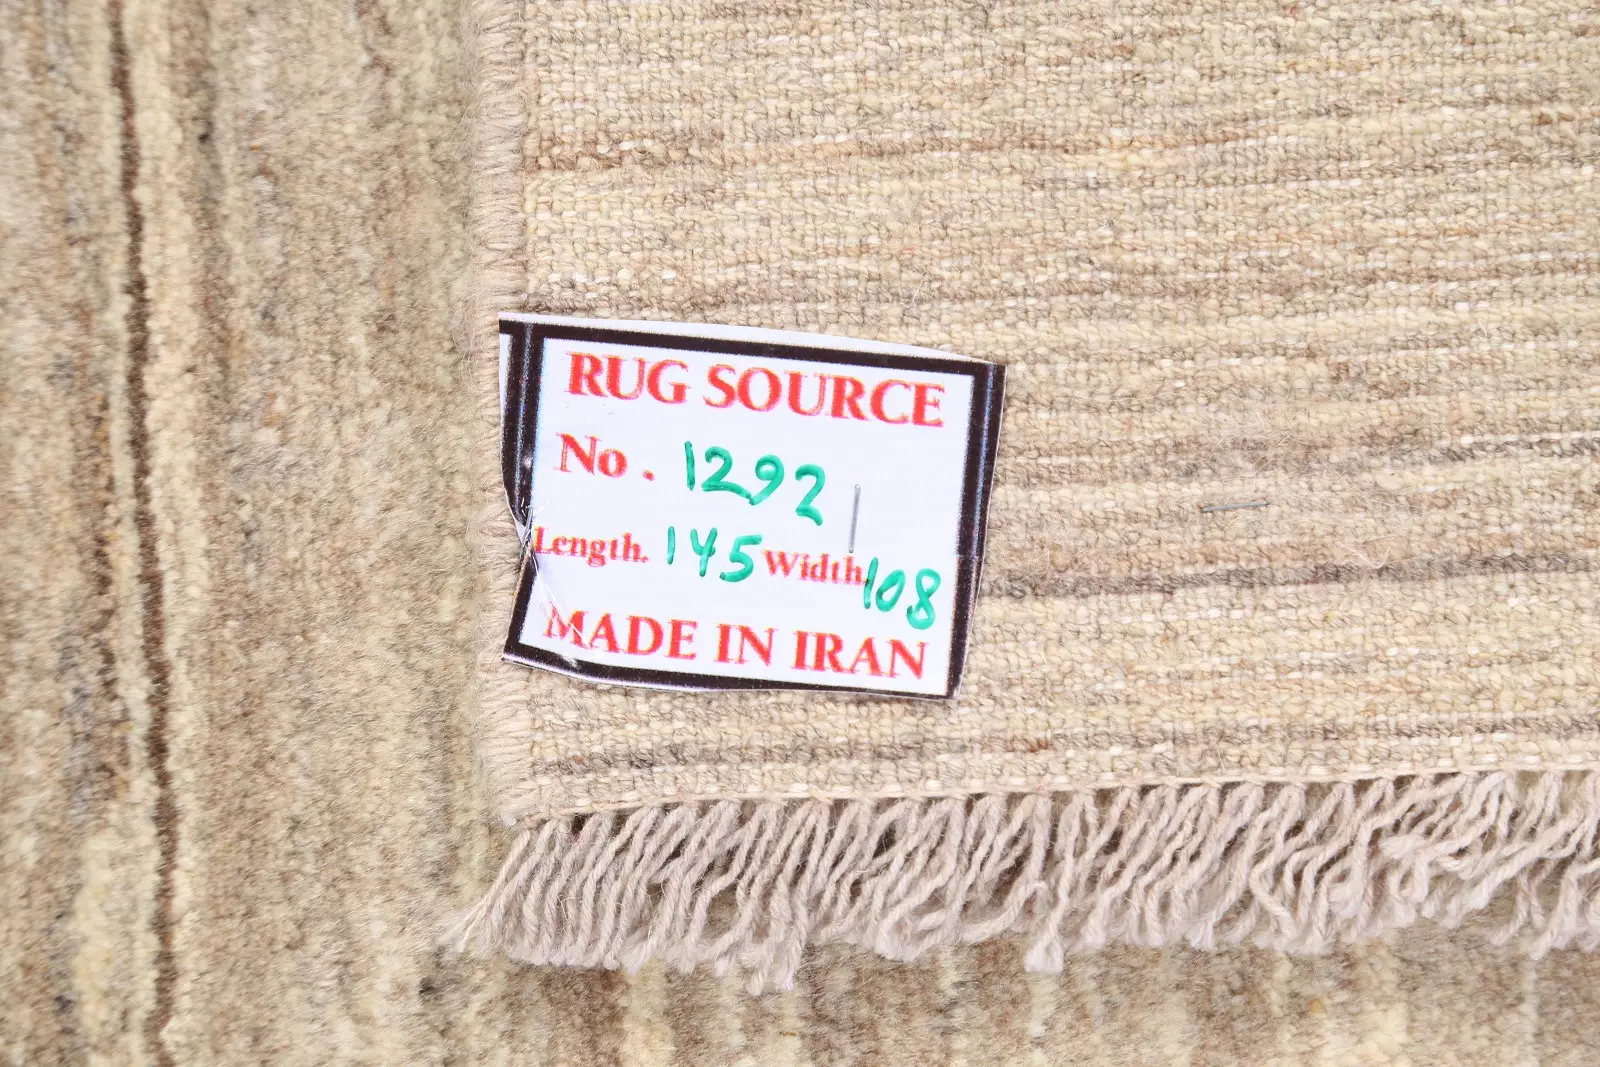 RUG SOURCE
No. 1292
Length. 145 Width. 108
MADE IN IRAN